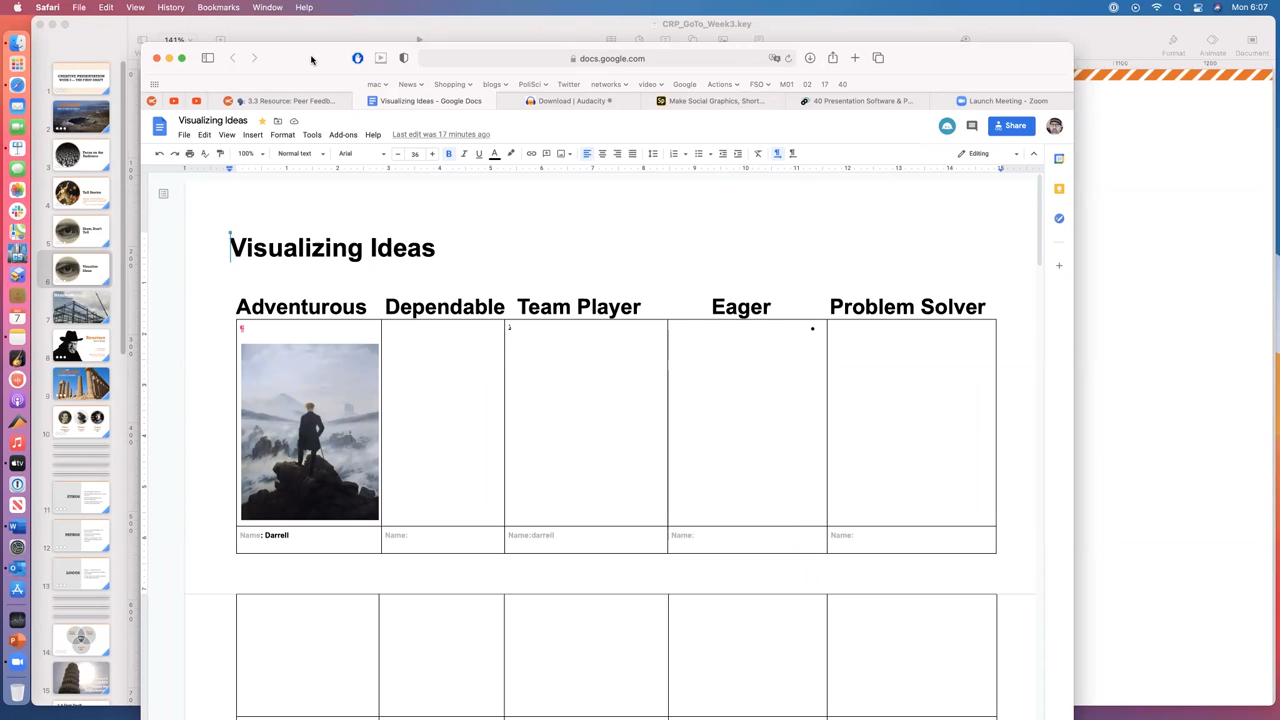 Safari File Edit View History Bookmarks Window Help Mon 6:07
CRP_GoTo_Week3.key
141%
Format Animate Document
docs.google.com
mac News Shopping blogs PoliSci Twitter networks video Google Actions FSO M01 02 17 40
3.3 Resource: Peer Feedb... Visualizing Ideas - Google Docs Download | Audacity ® Make Social Graphics, Short... 40 Presentation Software & P... Launch Meeting - Zoom
Visualizing Ideas
File Edit View Insert Format Tools Add-ons Help Last edit was 17 minutes ago
Share
100% Normal text Arial 36 B I U A Editing
Visualizing Ideas
Adventurous Dependable Team Player Eager Problem Solver
Name: Darrell Name: Name:darrell Name: Name: